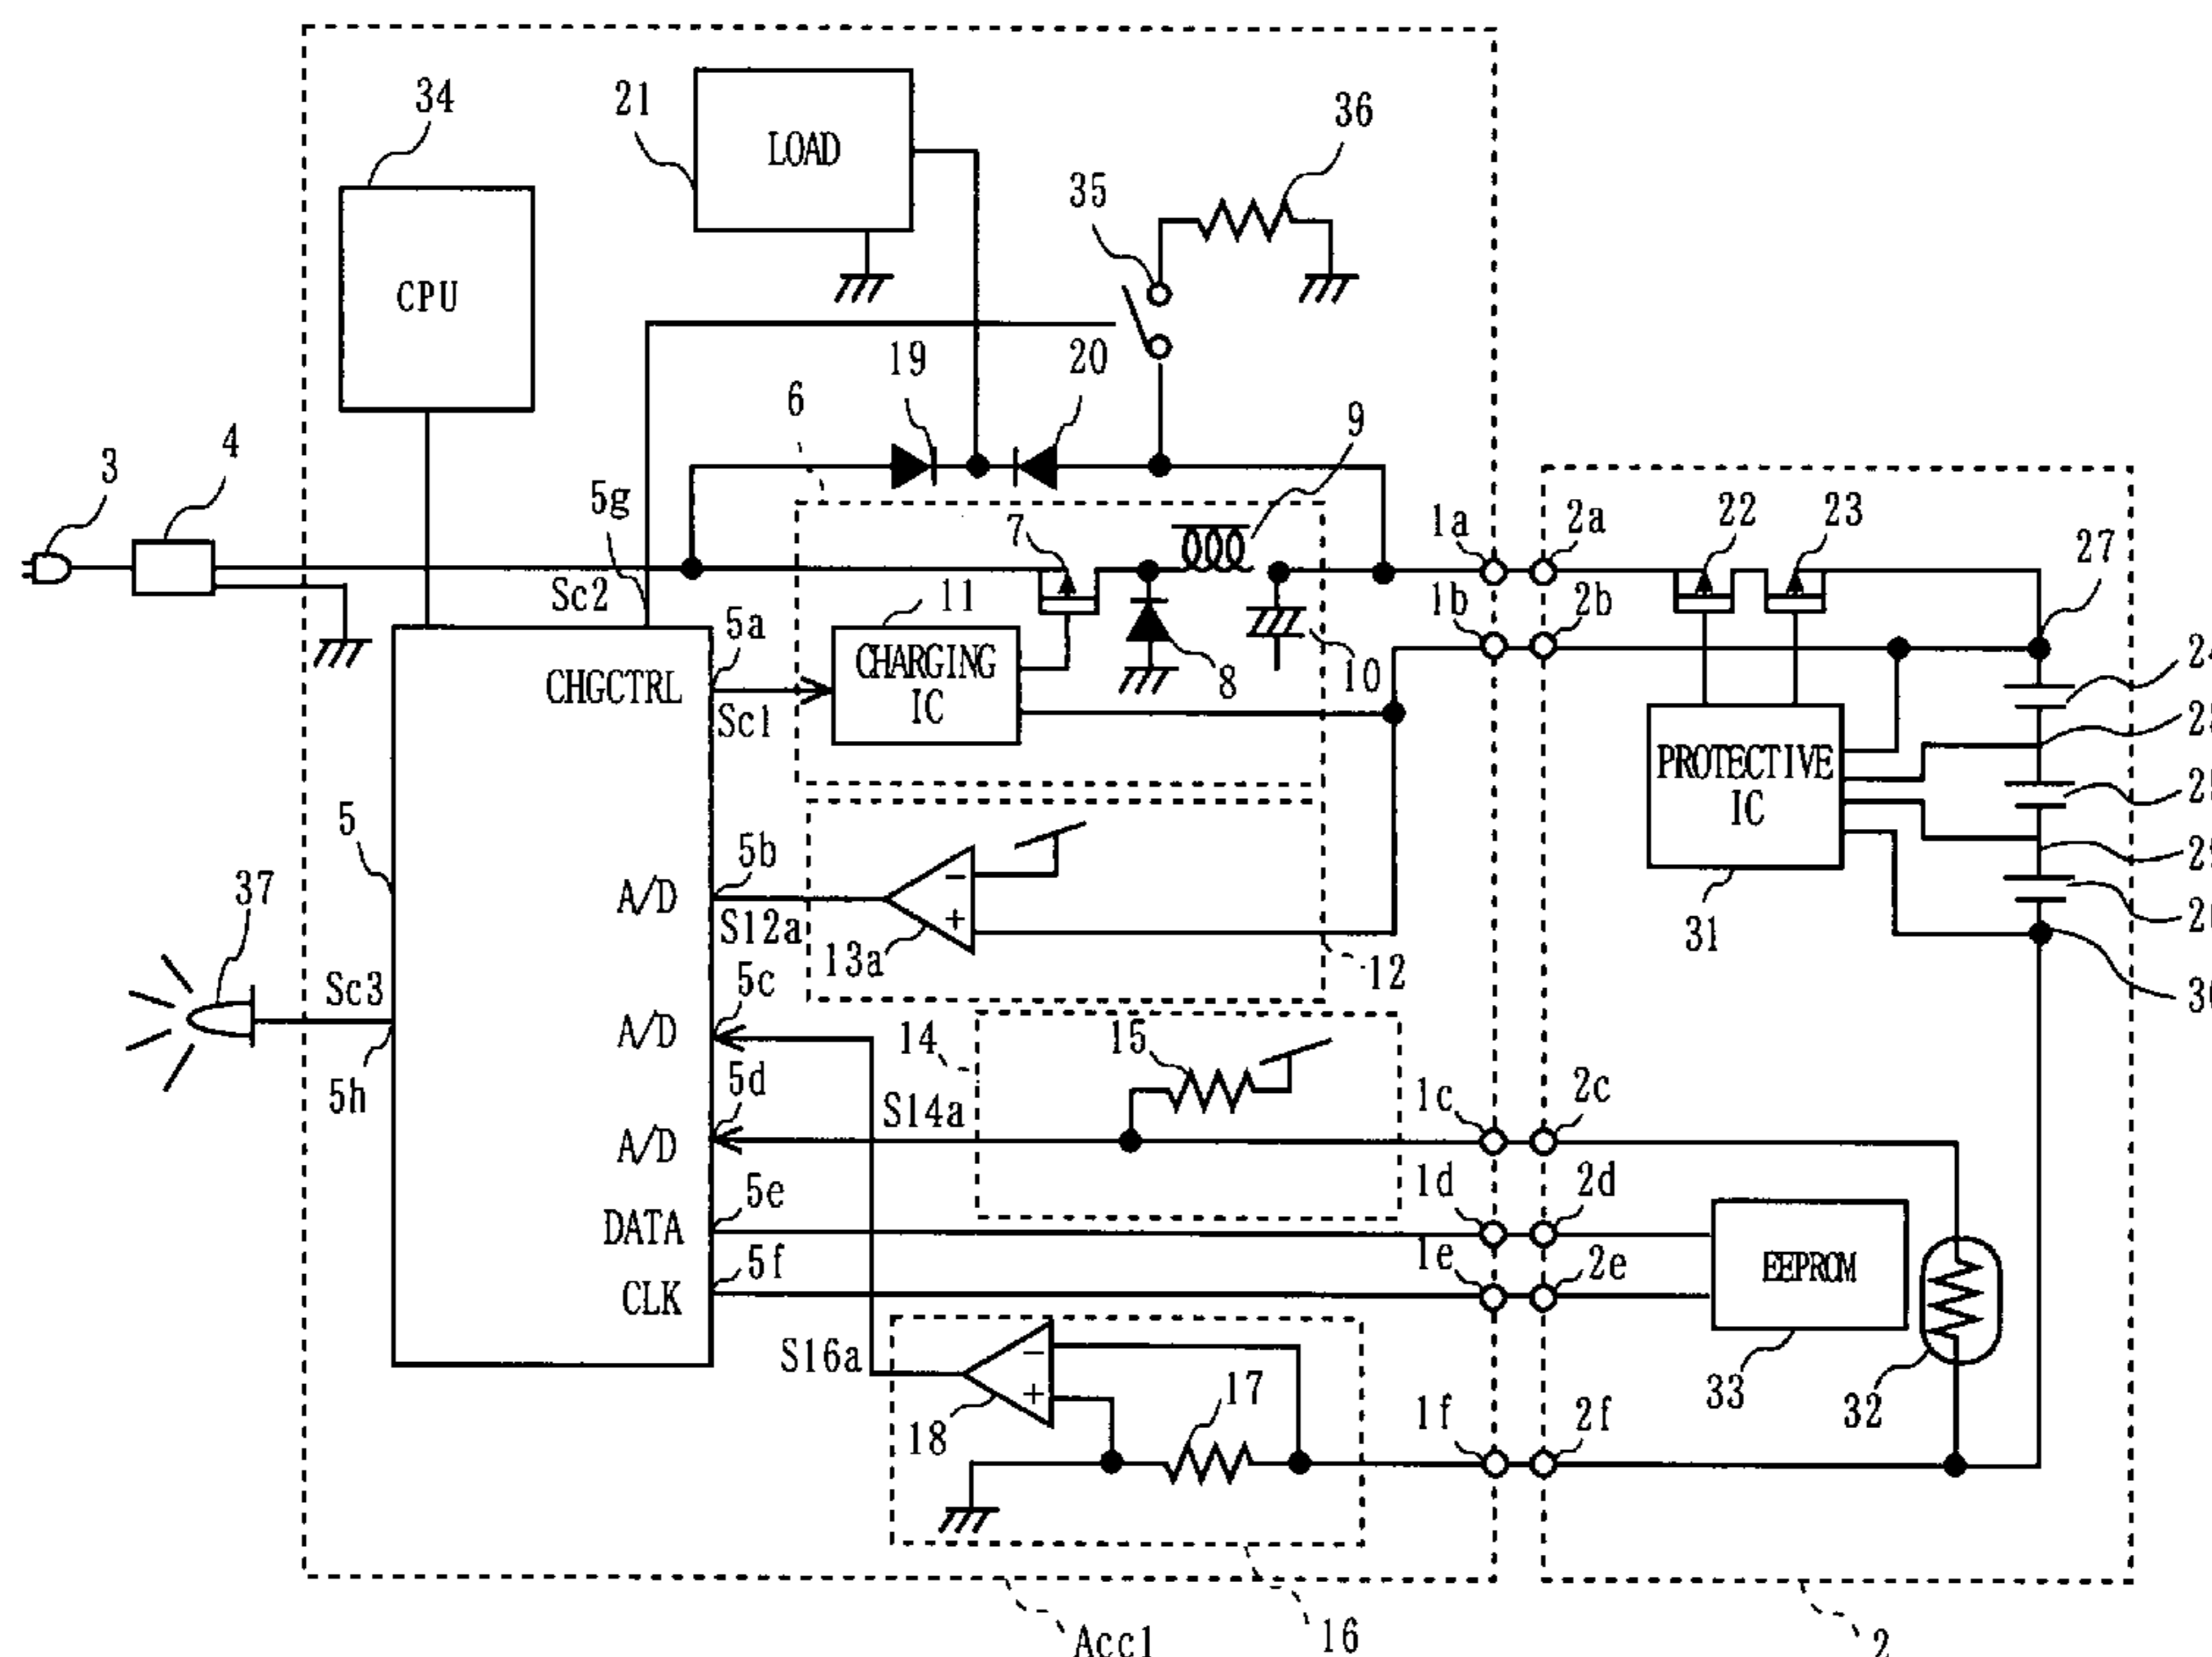 34
21
LOAD
36
35
CPU
19
20
6
9
3
4
5g
7
1a
2a
22
23
27
Sc2
11
1b
2b
5a
CHARGING
IC
8
10
CHGCTRL
Sc1
PROTECTIVE
IC
5
5b
37
A/D
S12a
13a
12
31
5c
Sc3
A/D
14
15
5h
5d
S14a
1c
2c
A/D
1d
2d
5e
DATA
1e
2e
EEPROM
5f
CLK
S16a
17
18
33
32
1f
2f
Acc1
16
2